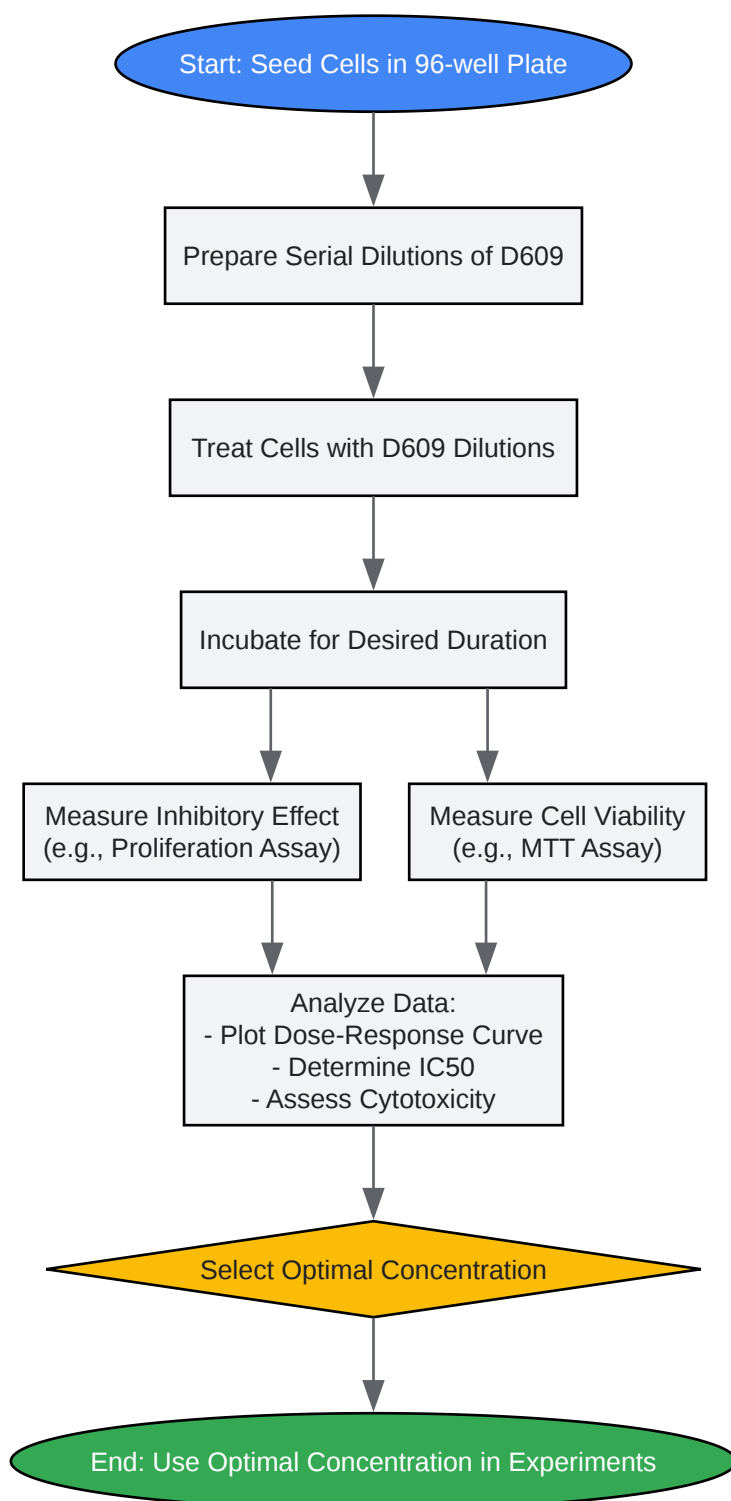 Start: Seed Cells in 96-well Plate
Prepare Serial Dilutions of D609
Treat Cells with D609 Dilutions
Incubate for Desired Duration
Measure Inhibitory Effect
(e.g., Proliferation Assay)
Measure Cell Viability
(e.g., MTT Assay)
Analyze Data:
- Plot Dose-Response Curve
- Determine IC50
- Assess Cytotoxicity
Select Optimal Concentration
End: Use Optimal Concentration in Experiments